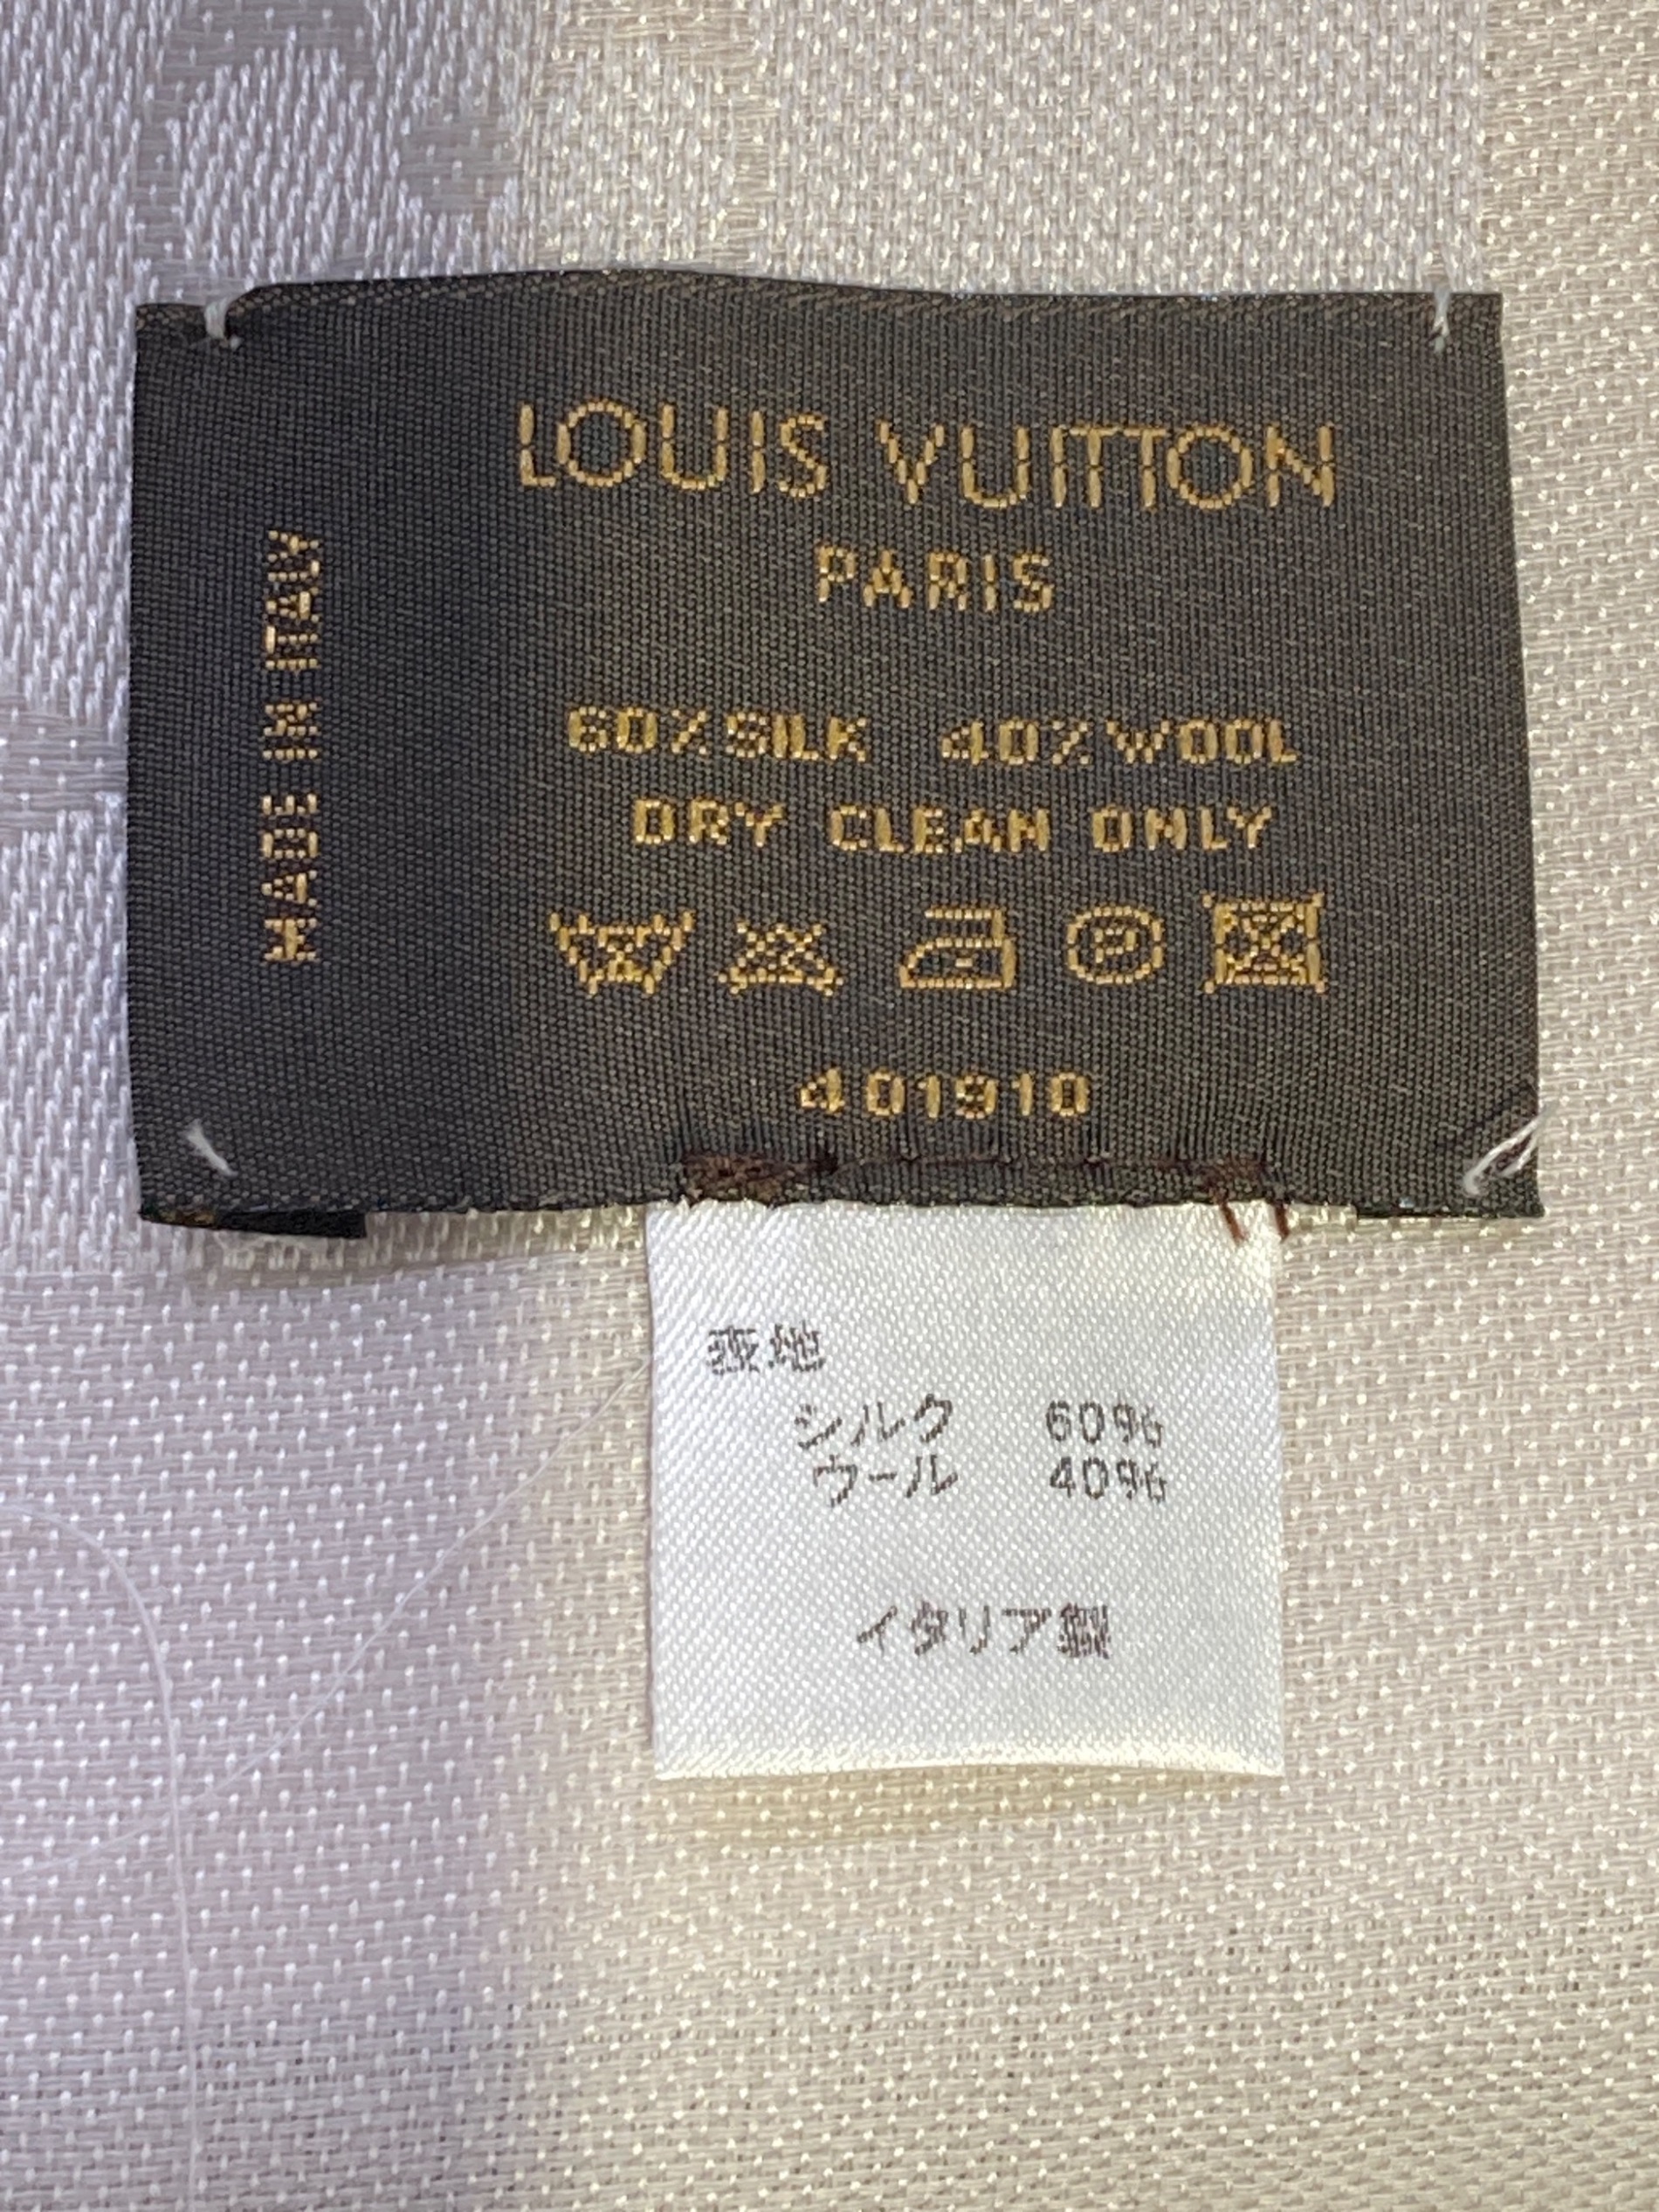 LOUIS VUITTON
PARIS
MADE IN ITALY
60%SILK 40%WOOL
DRY CLEAN ONLY
P
401910
表地
シルク 60%
ウール 40%
イタリア製